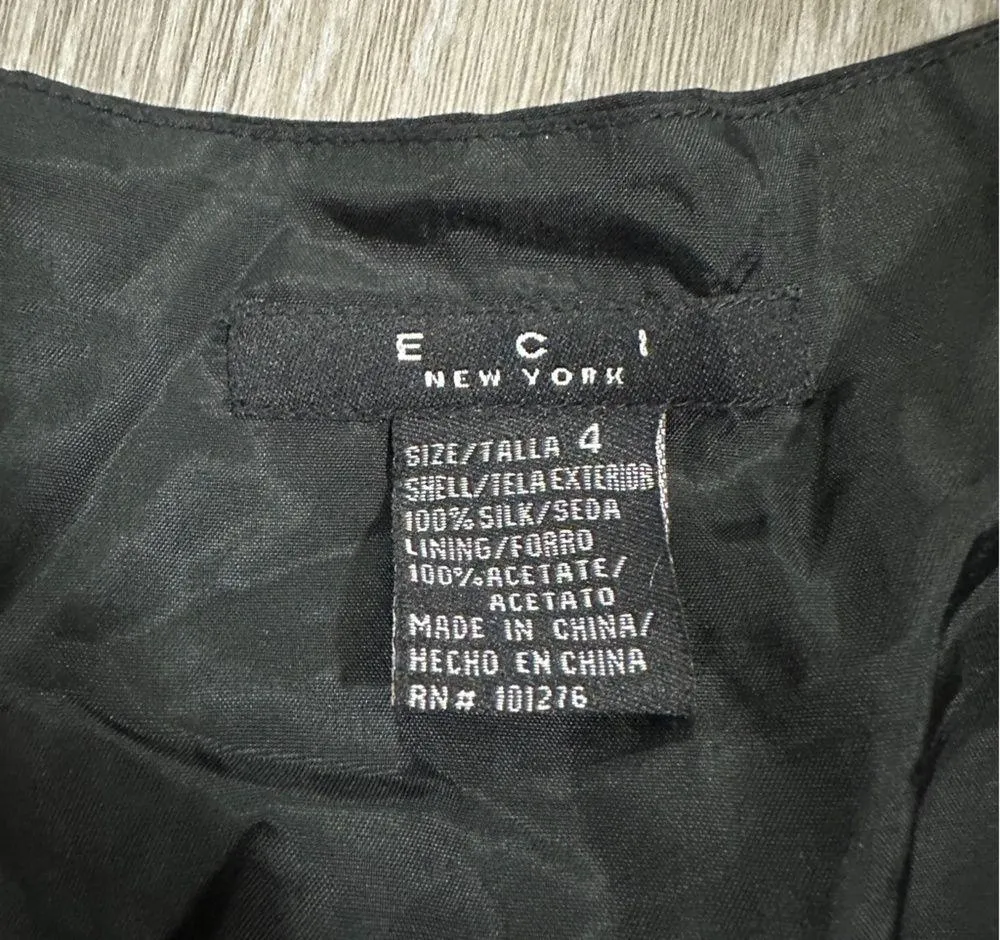 E C I
NEW YORK
SIZE/TALLA 4
SHELL/TELA EXTERIOR
100% SILK/SEDA
LINING/FORRO
100% ACETATE/
ACETATO
MADE IN CHINA/
HECHO EN CHINA
RN# 101276